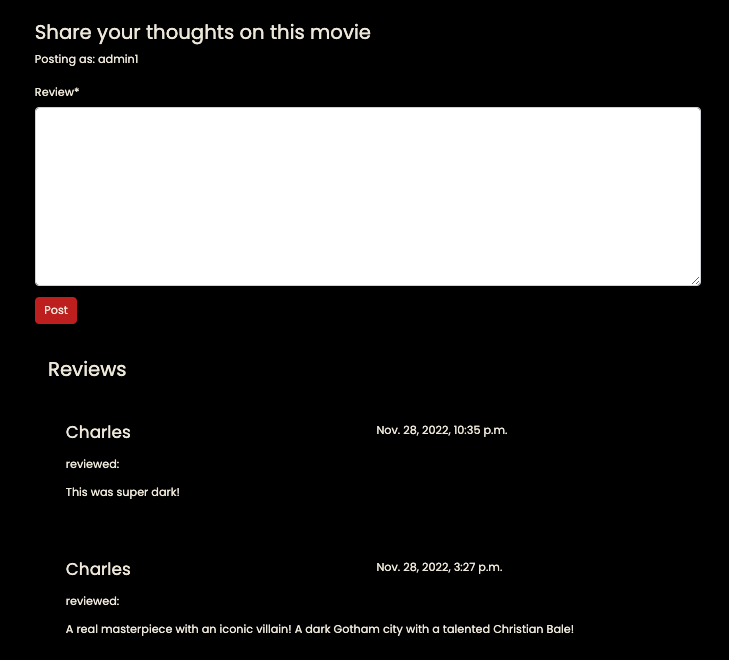 Share your thoughts on this movie
Posting as: admin1
Review*
Post
Reviews
Charles
Nov. 28, 2022, 10:35 p.m.
reviewed:
This was super dark!
Charles
Nov. 28, 2022, 3:27 p.m.
reviewed:
A real masterpiece with an iconic villain! A dark Gotham city with a talented Christian Bale!